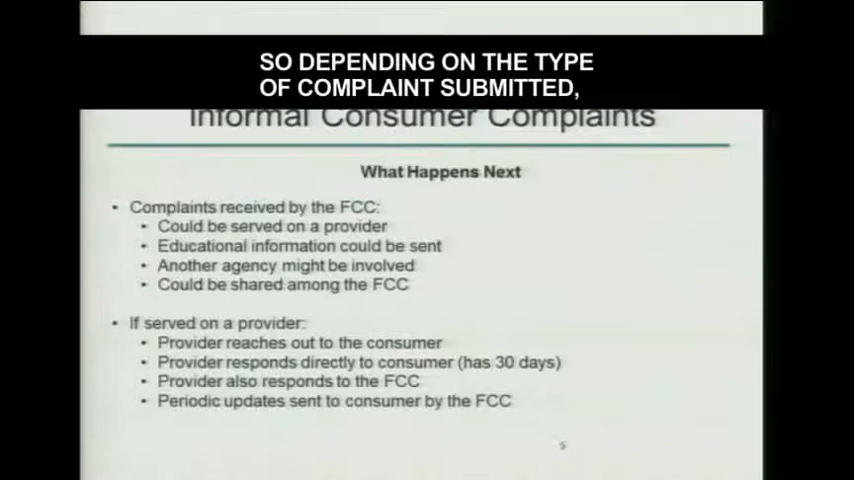 SO DEPENDING ON THE TYPE
OF COMPLAINT SUBMITTED,
Informal Consumer Complaints
What Happens Next
• Complaints received by the FCC:
• Could be served on a provider
• Educational information could be sent
• Another agency might be involved
• Could be shared among the FCC
• If served on a provider:
• Provider reaches out to the consumer
• Provider responds directly to consumer (has 30 days)
• Provider also responds to the FCC
• Periodic updates sent to consumer by the FCC
5